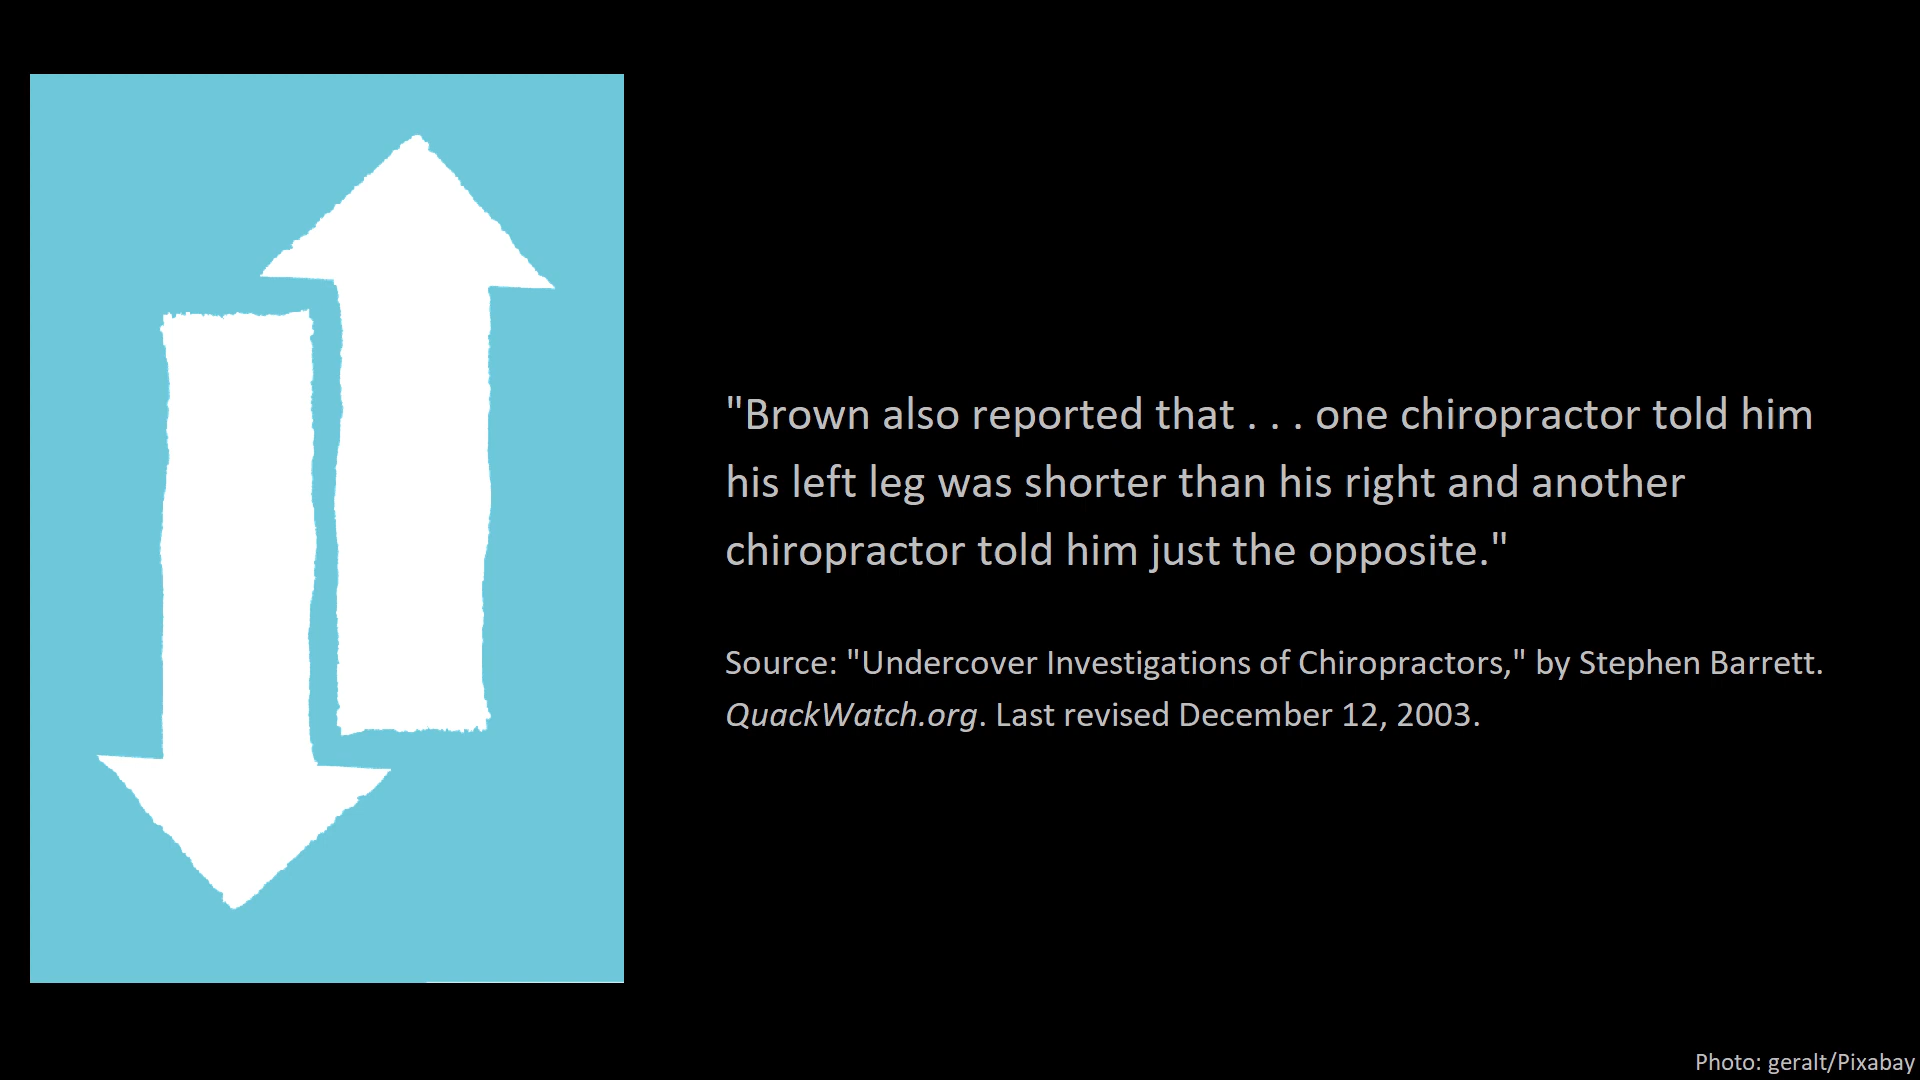 "Brown also reported that . . . one chiropractor told him
his left leg was shorter than his right and another
chiropractor told him just the opposite."
Source: "Undercover Investigations of Chiropractors," by Stephen Barrett.
QuackWatch.org. Last revised December 12, 2003.
Photo: geralt/Pixabay